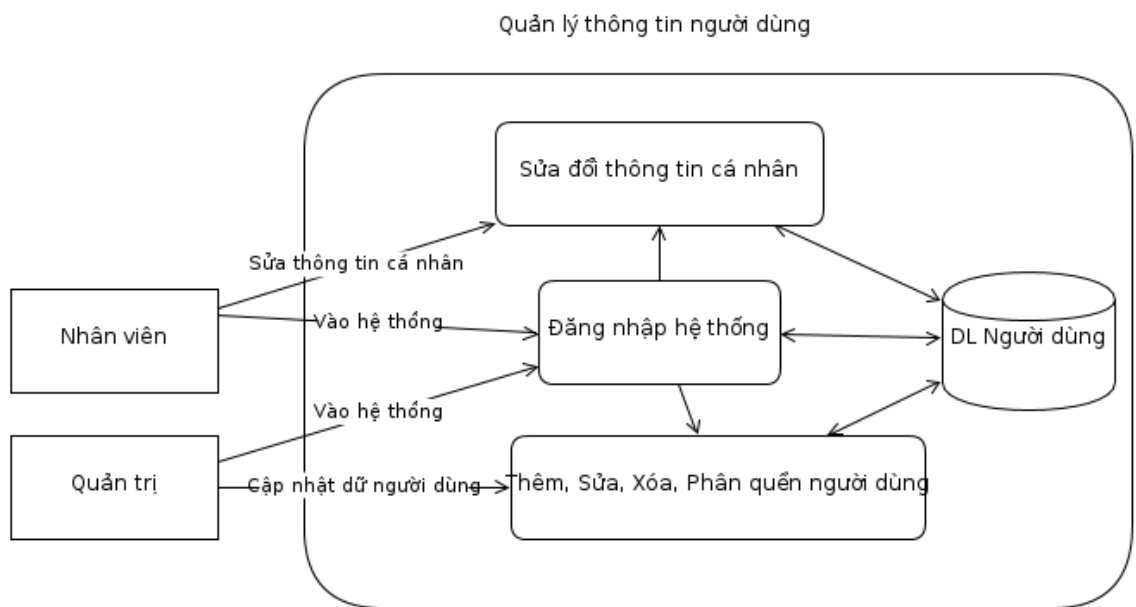 Quản lý thông tin người dùng
Sửa đổi thông tin cá nhân
Sửa thông tin cá nhân
Nhân viên
Vào hệ thống
Đăng nhập hệ thống
DL Người dùng
Vào hệ thống
Quản trị
Cập nhật dữ người dùng
Thêm, Sửa, Xóa, Phân quển người dùng